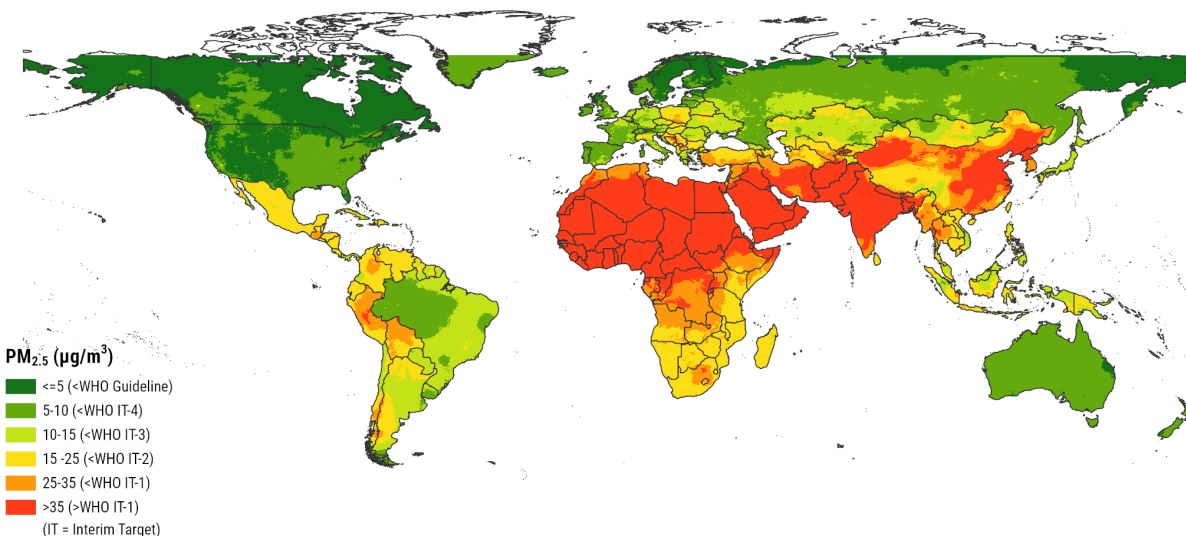 PM2.5 (µg/m3)
<=5 (<WHO Guideline)
5-10 (<WHO IT-4)
10-15 (<WHO IT-3)
15 -25 (<WHO IT-2)
25-35 (<WHO IT-1)
>35 (>WHO IT-1)
(IT = Interim Target)